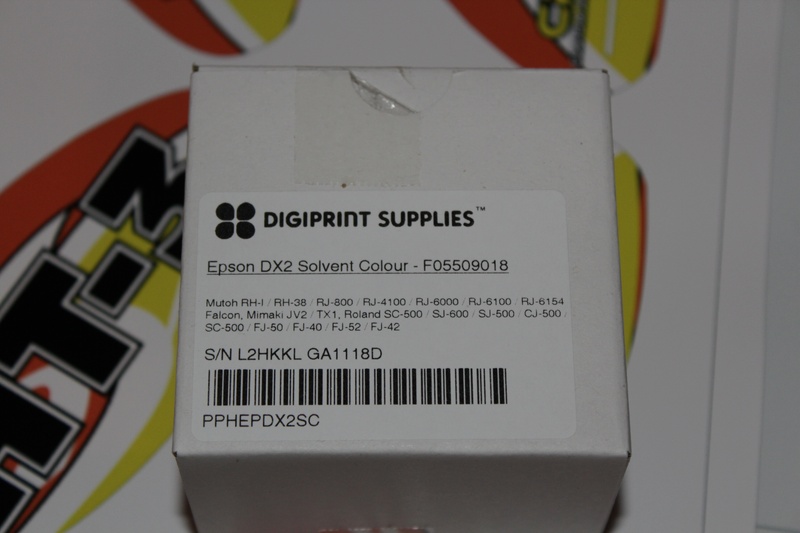 DIGIPRINT SUPPLIES™
Epson DX2 Solvent Colour - F05509018
Mutoh RH-I / RH-38 / RJ-800 / RJ-4100 / RJ-6000 / RJ-6100 / RJ-6154
Falcon, Mimaki JV2 / TX1, Roland SC-500 / SJ-600 / SJ-500 / CJ-500 /
SC-500 / FJ-50 / FJ-40 / FJ-52 / FJ-42
S/N L2HKKL GA1118D
PPHEPDX2SC